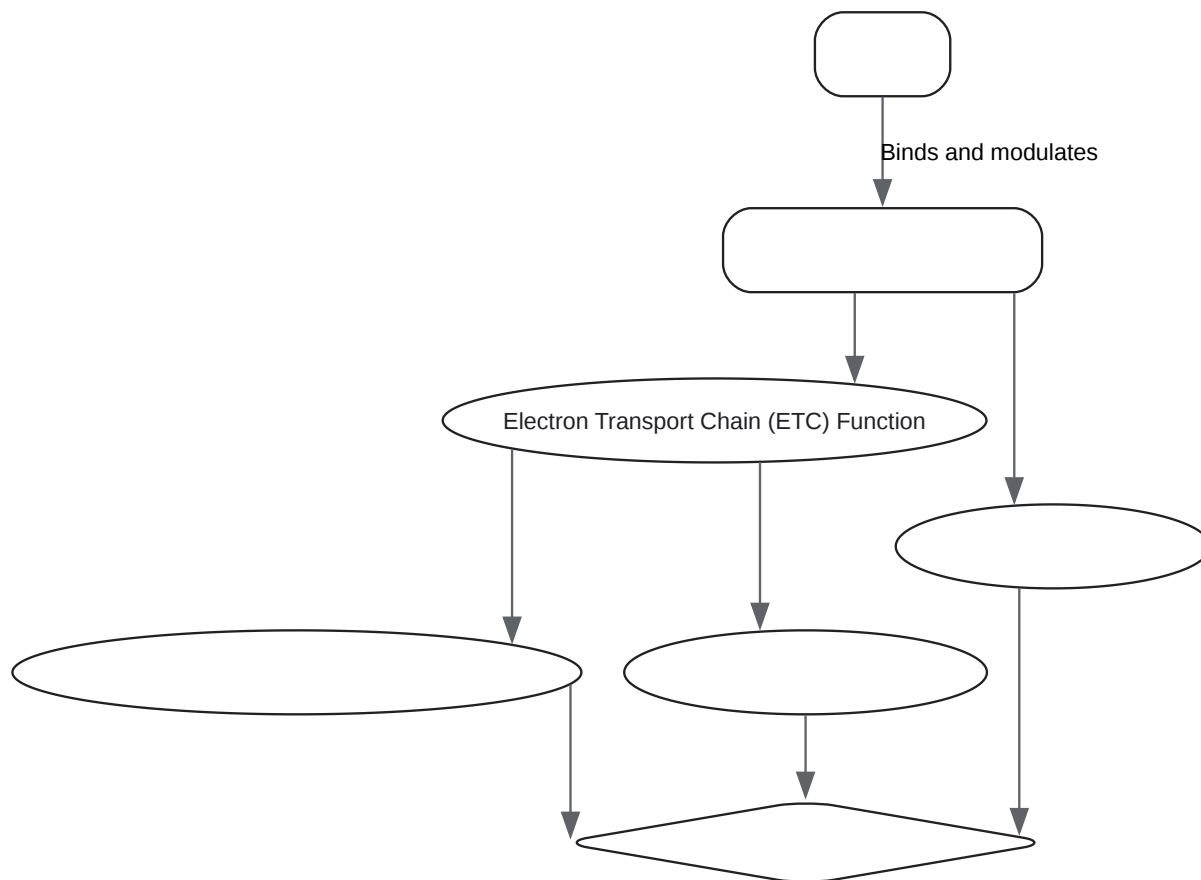 Binds and modulates
Electron Transport Chain (ETC) Function